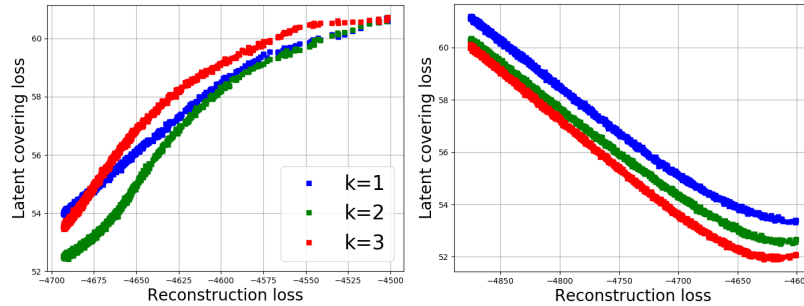 60
58
56
54
52
Latent covering loss
k=1
k=2
k=3
−4700 −4675 −4650 −4625 −4600 −4575 −4550 −4525 −4500
Reconstruction loss
60
58
56
54
52
Latent covering loss
−4850 −4800 −4750 −4700 −4650
Reconstruction loss